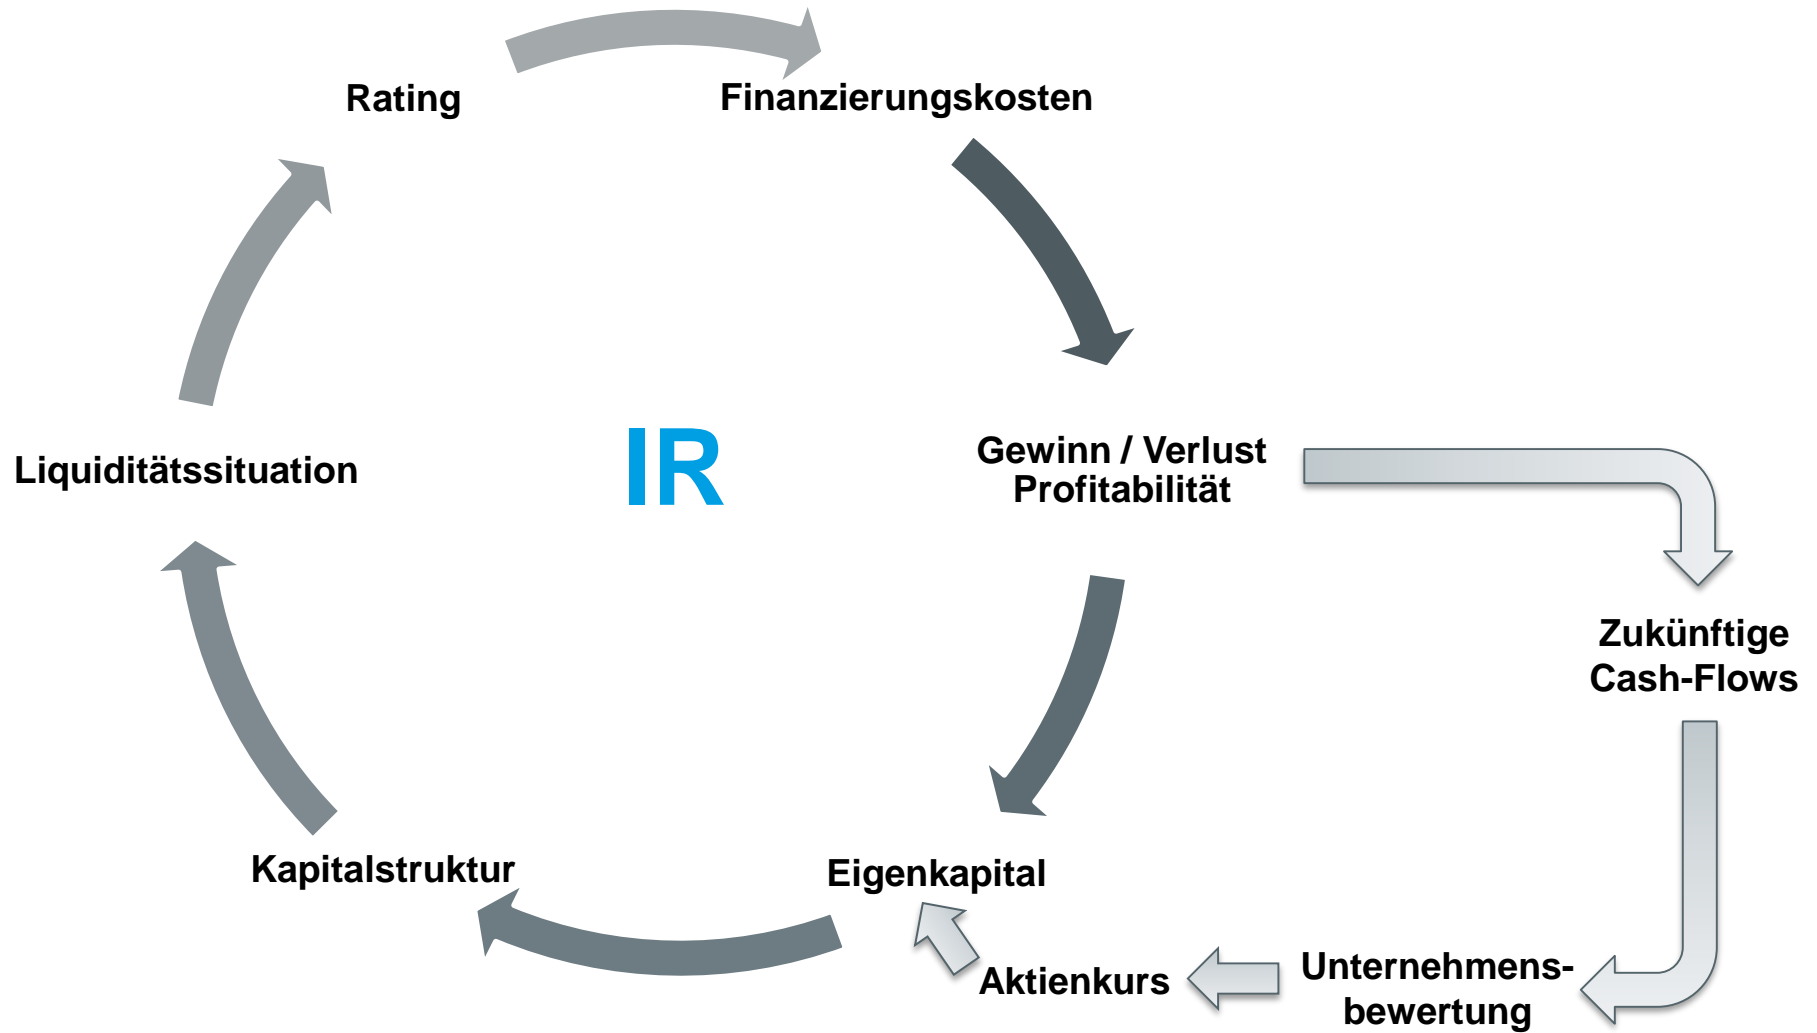 Rating
Finanzierungskosten
Liquiditätssituation
IR
Gewinn / Verlust
Profitabilität
Zukünftige
Cash-Flows
Kapitalstruktur
Eigenkapital
Aktienkurs
Unternehmens-
bewertung